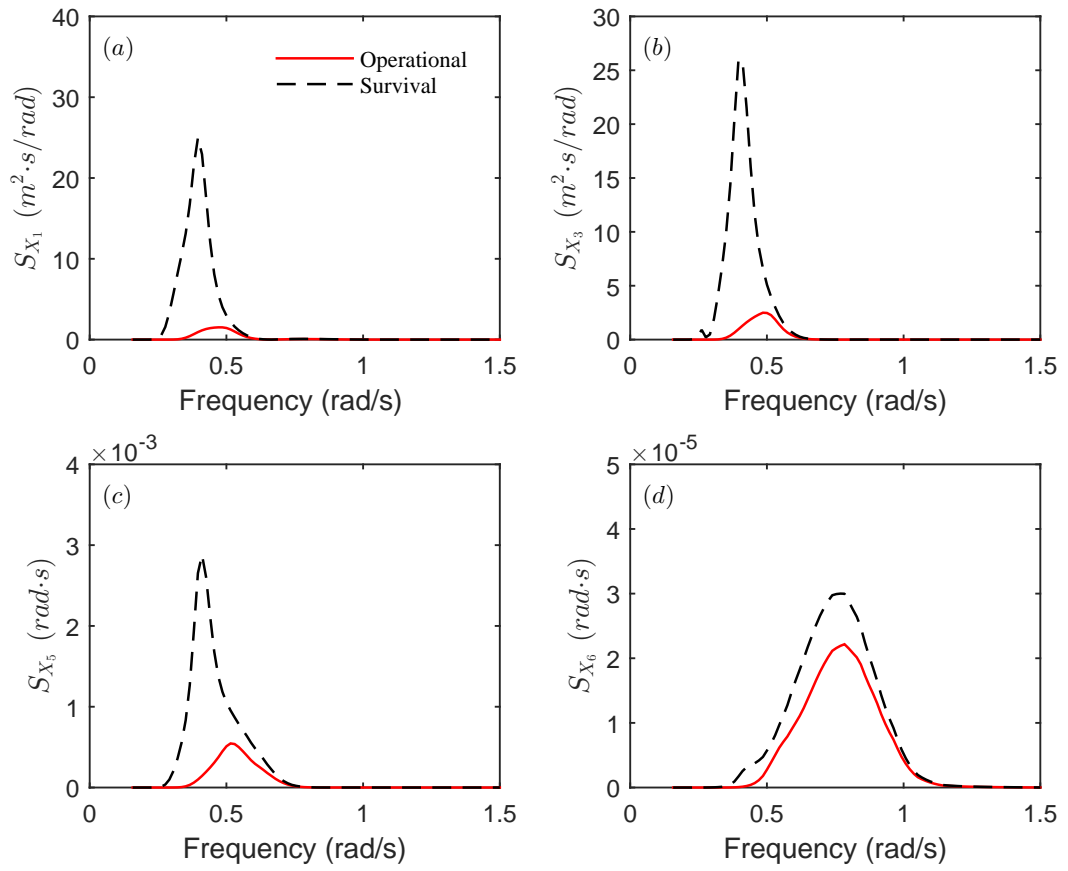 (a)
Operational
Survival
S_{X_1} (m^2·s/rad)
40
30
20
10
0
0 0.5 1 1.5
Frequency (rad/s)
(b)
S_{X_3} (m^2·s/rad)
30
25
20
15
10
5
0
0 0.5 1 1.5
Frequency (rad/s)
×10^{-3}
(c)
S_{X_5} (rad·s)
4
3
2
1
0
0 0.5 1 1.5
Frequency (rad/s)
×10^{-5}
(d)
S_{X_6} (rad·s)
5
4
3
2
1
0
0 0.5 1 1.5
Frequency (rad/s)